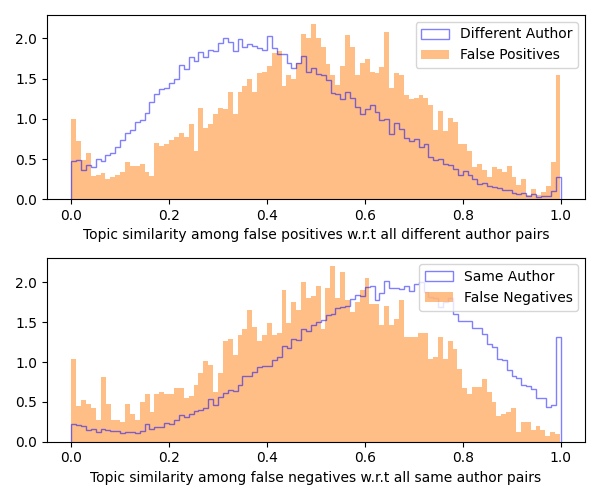 2.0
1.5
1.0
0.5
0.0
Different Author
False Positives
0.0 0.2 0.4 0.6 0.8 1.0
Topic similarity among false positives w.r.t all different author pairs
2.0
1.5
1.0
0.5
0.0
Same Author
False Negatives
0.0 0.2 0.4 0.6 0.8 1.0
Topic similarity among false negatives w.r.t all same author pairs